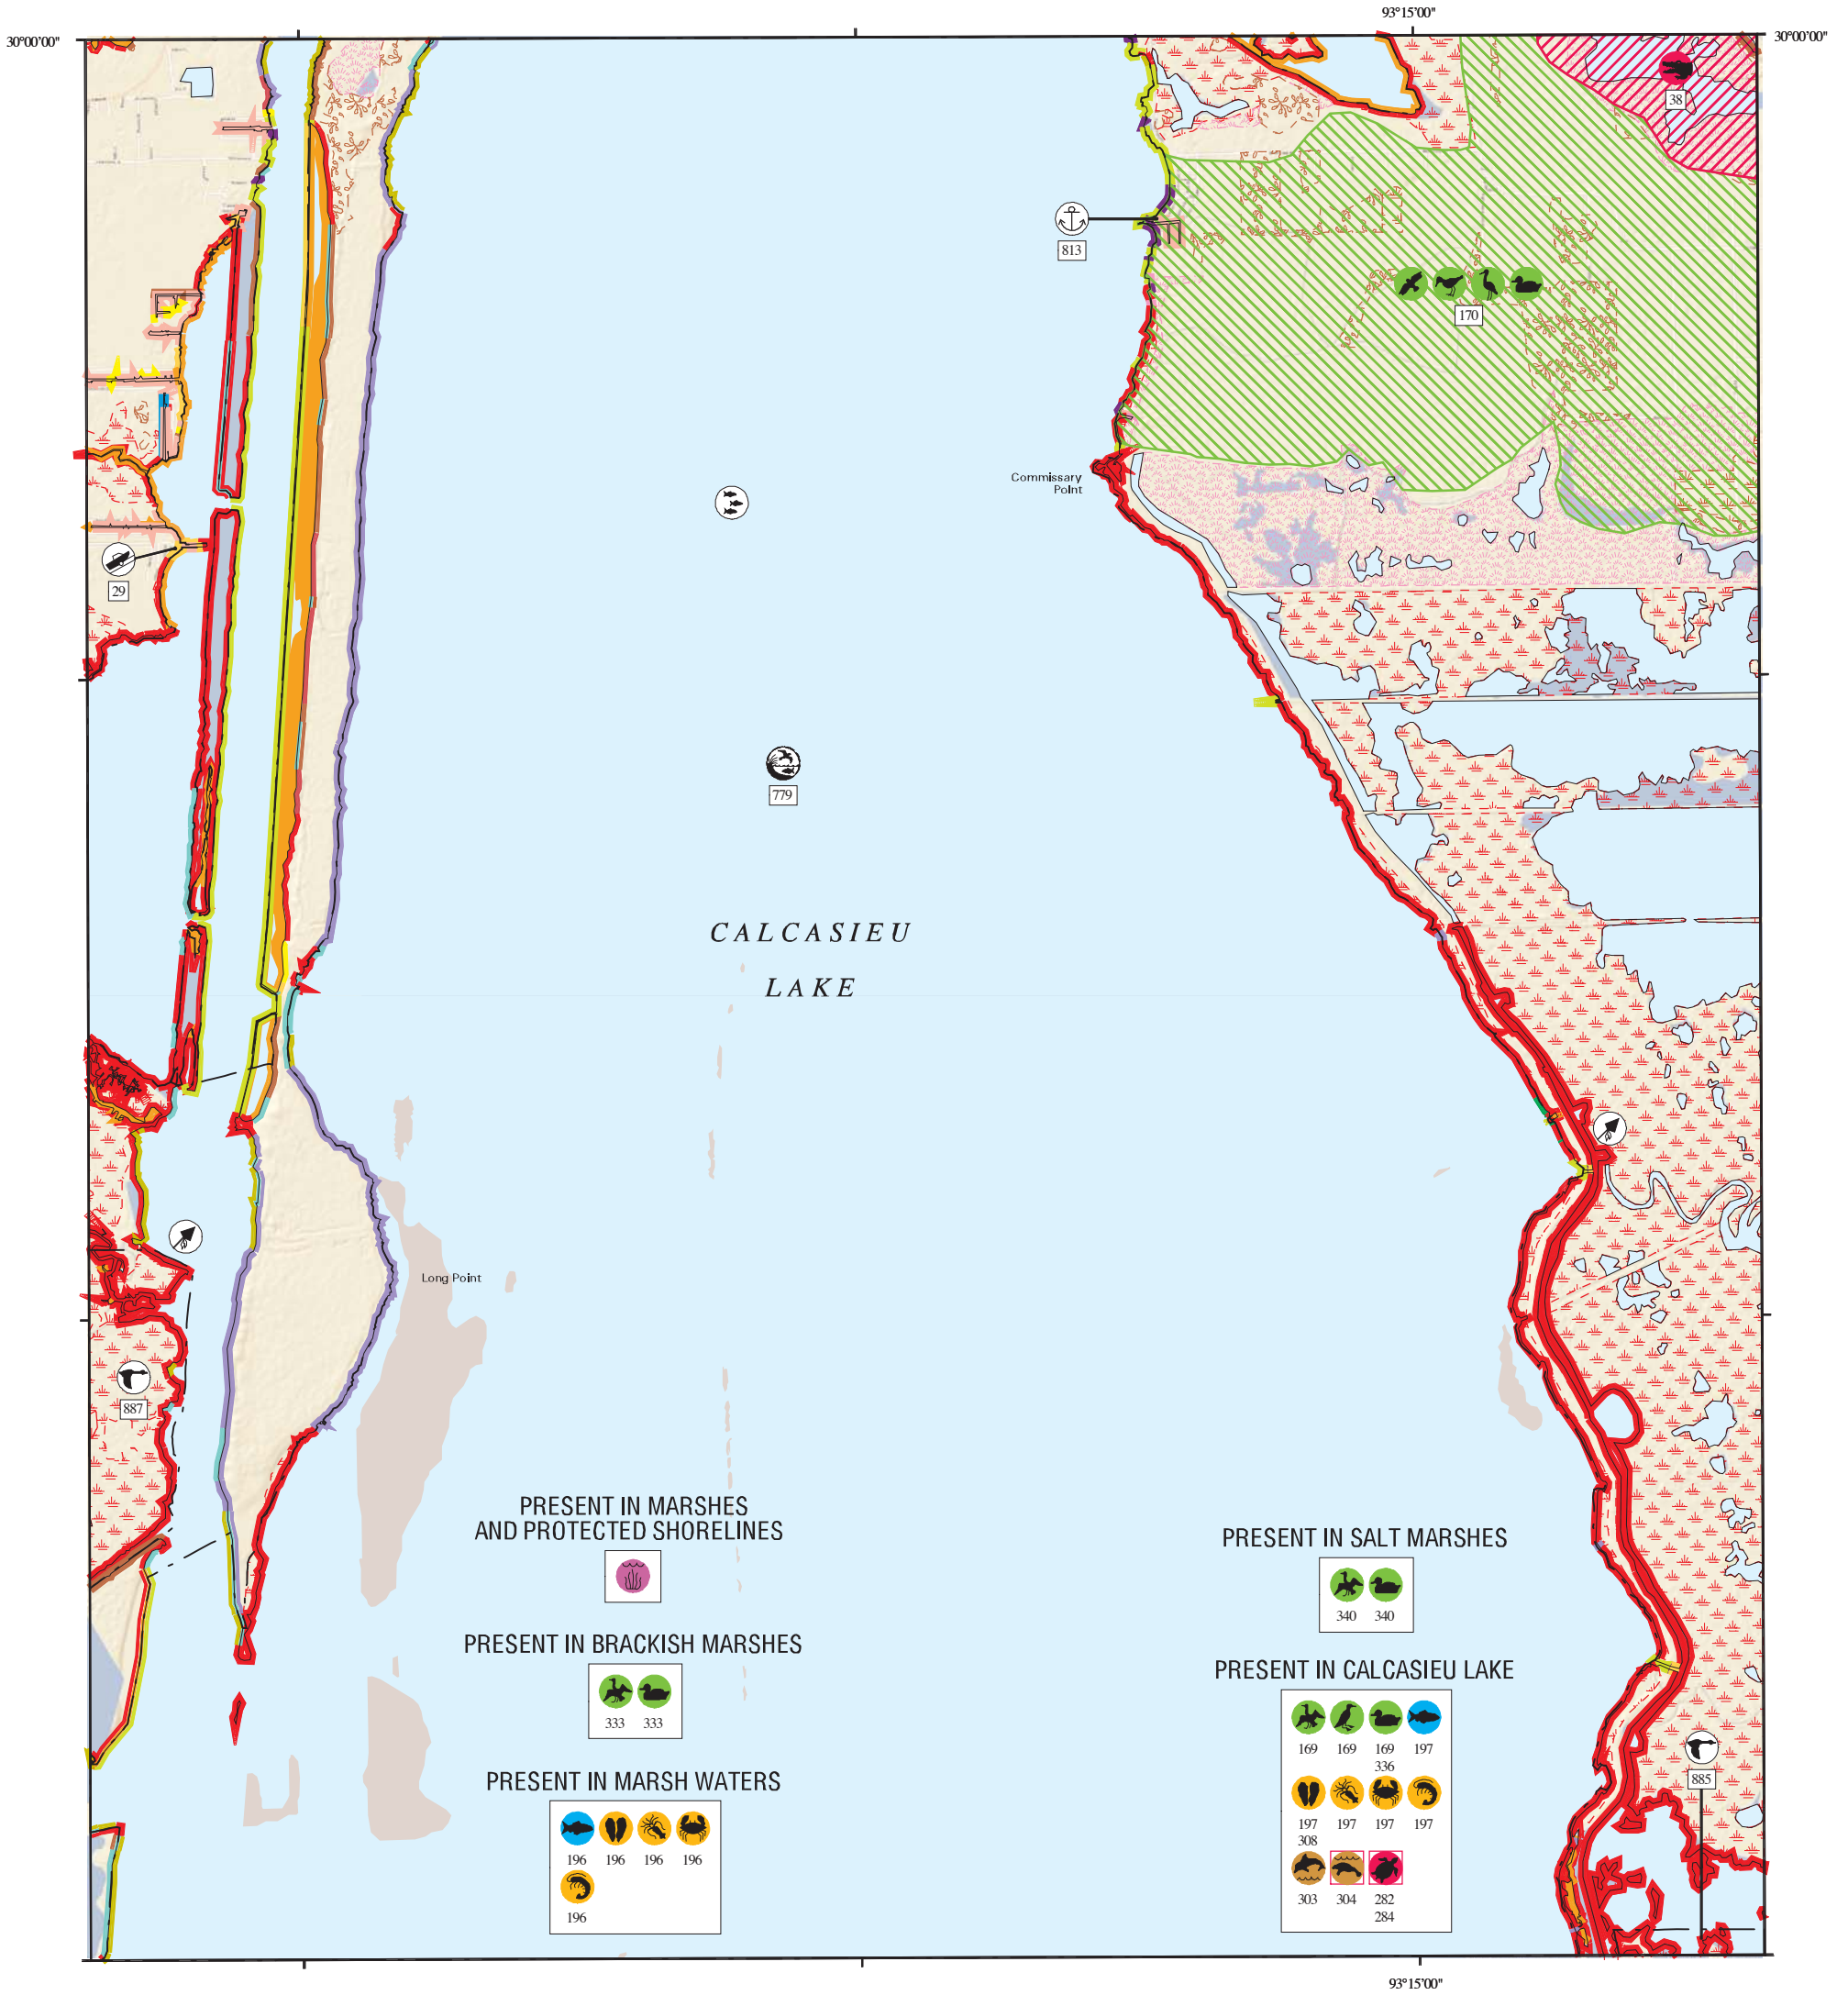 93°15'00"
30°00'00"
30°00'00"
38
813
170
Commissary
Point
29
779
CALCASIEU
LAKE
Long Point
887
PRESENT IN MARSHES
AND PROTECTED SHORELINES
PRESENT IN BRACKISH MARSHES
333 333
PRESENT IN MARSH WATERS
196 196 196 196
196
PRESENT IN SALT MARSHES
340 340
PRESENT IN CALCASIEU LAKE
169 169 169 197
336
197 197 197 197
308
303 304 282
284
885
93°15'00"